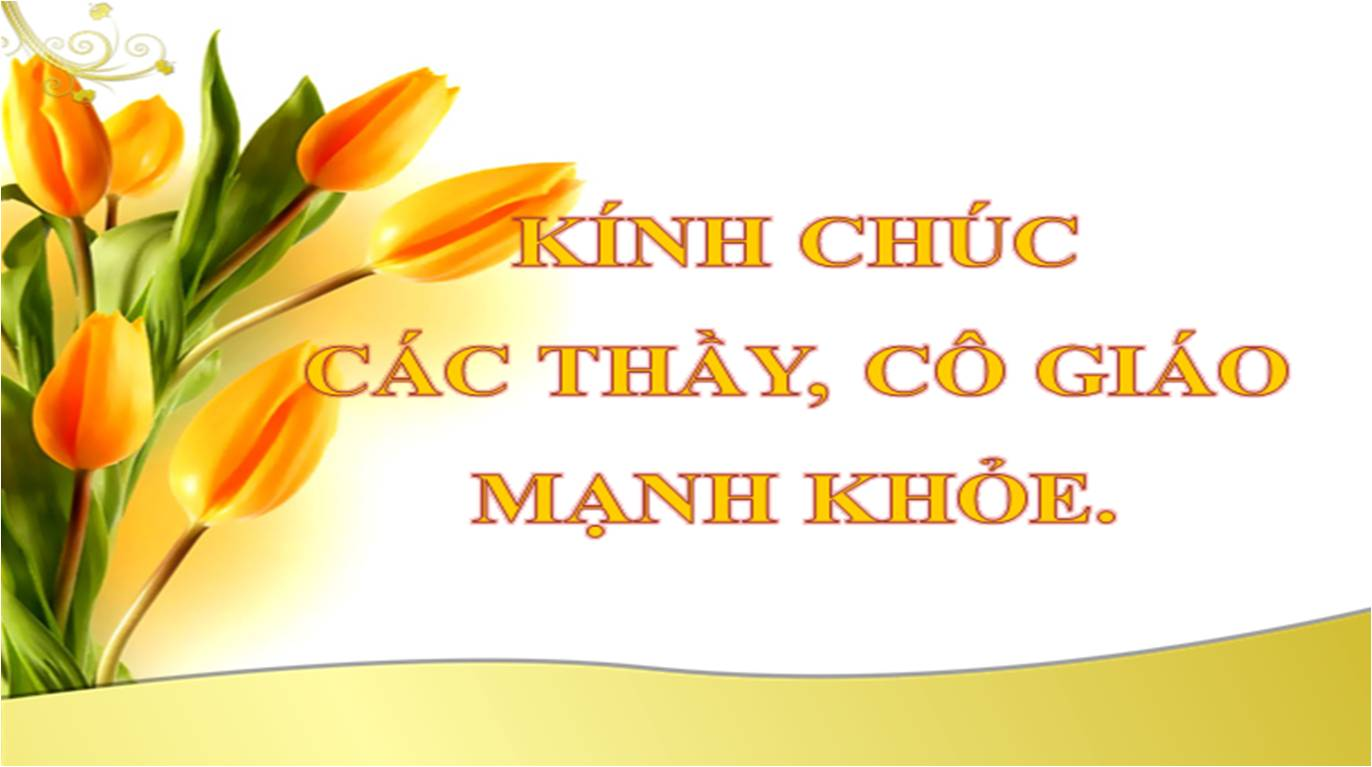 KÍNH CHÚC
CÁC THẦY, CÔ GIÁO
MẠNH KHỎE.